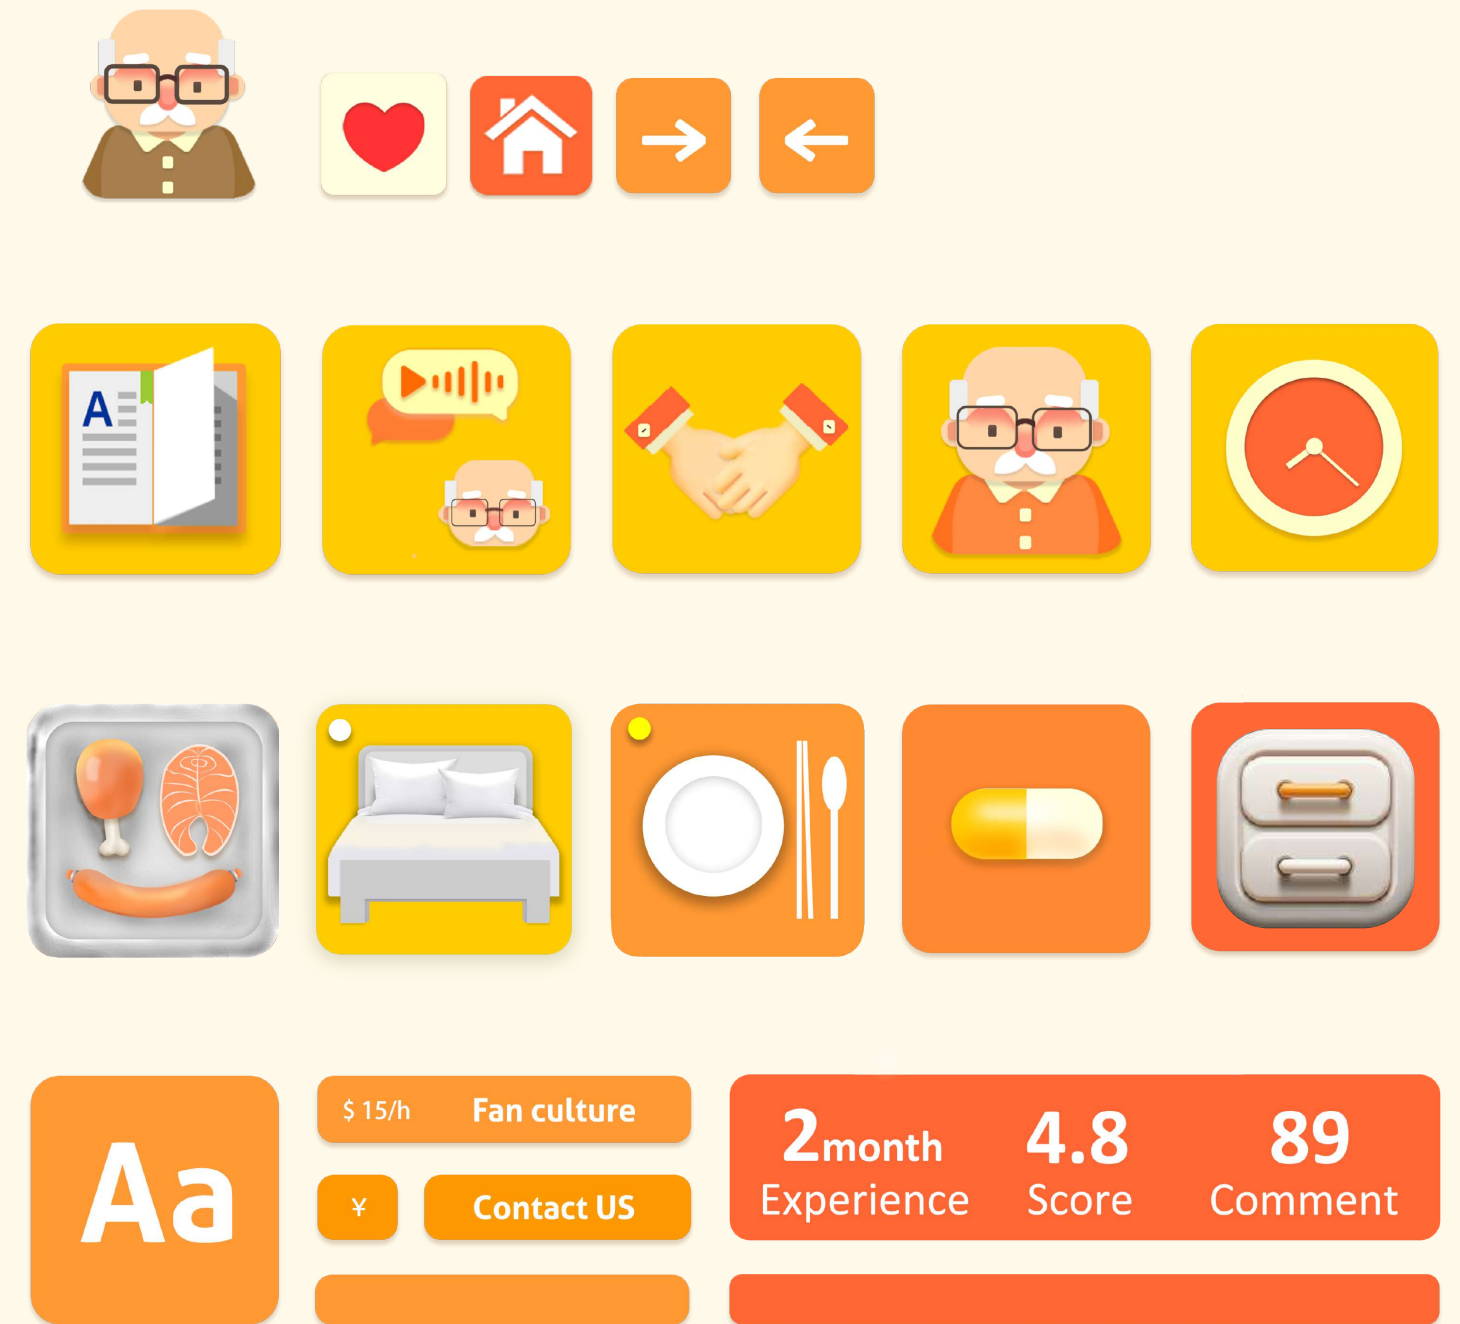 A
Aa
$ 15/h Fan culture
¥ Contact US
2month 4.8 89
Experience Score Comment